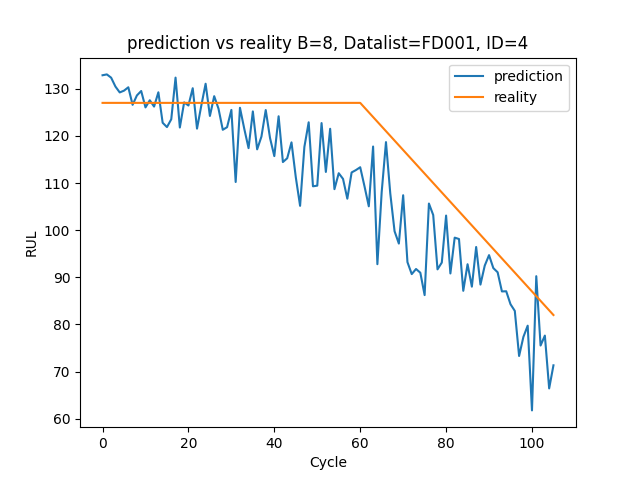 prediction vs reality B=8, Datalist=FD001, ID=4
prediction
reality
RUL
130
120
110
100
90
80
70
60
0 20 40 60 80 100
Cycle